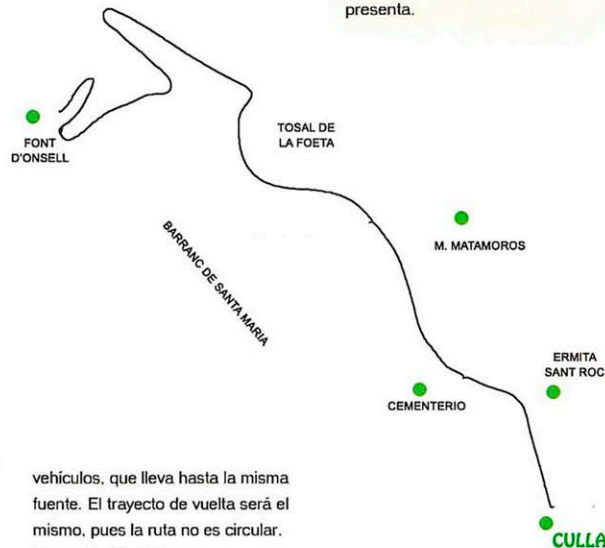 presenta.
FONT
D'ONSELL
TOSAL DE
LA FOETA
BARRANC DE SANTA MARIA
M. MATAMOROS
ERMITA
SANT ROC
CEMENTERIO
CULLA
vehículos, que lleva hasta la misma
fuente. El trayecto de vuelta será el
mismo, pues la ruta no es circular.